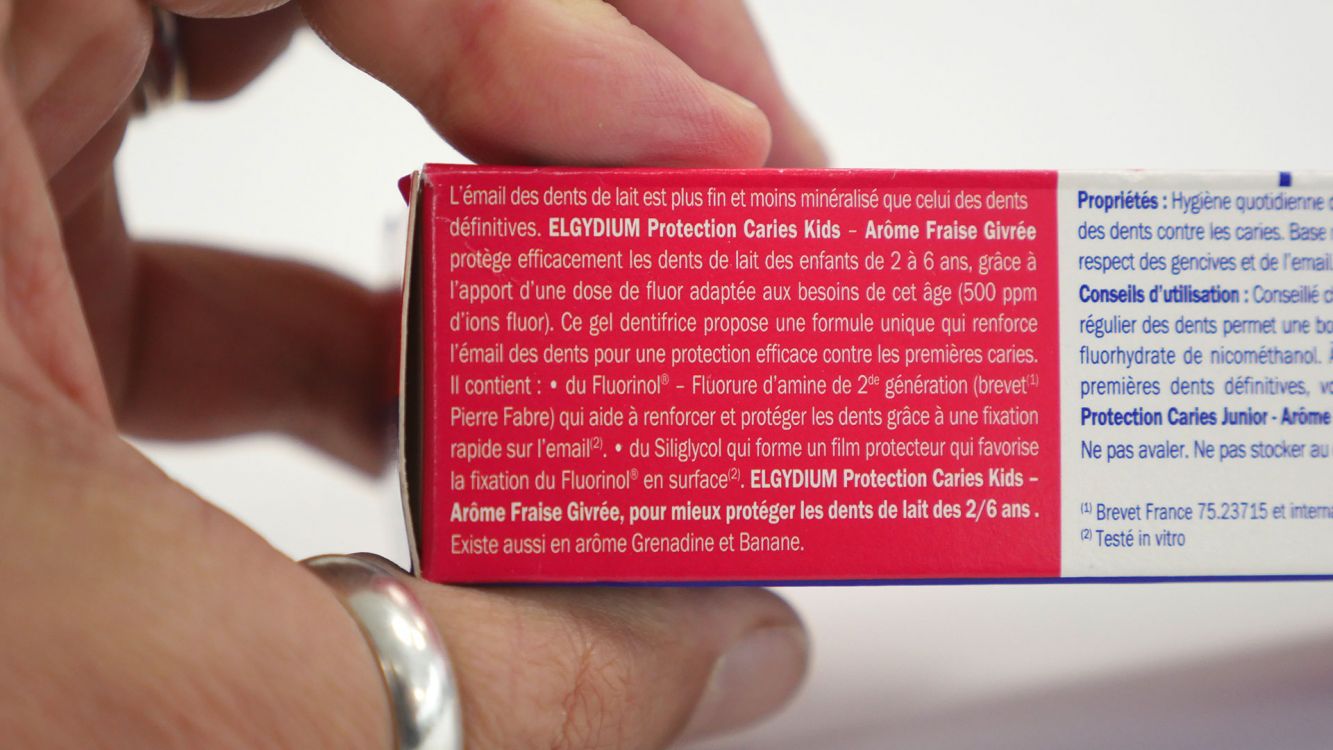 L'émail des dents de lait est plus fin et moins minéralisé que celui des dents
définitives. ELGYDIUM Protection Caries Kids – Arôme Fraise Givrée
protège efficacement les dents de lait des enfants de 2 à 6 ans, grâce à
l'apport d'une dose de fluor adaptée aux besoins de cet âge (500 ppm
d'ions fluor). Ce gel dentifrice propose une formule unique qui renforce
l'émail des dents pour une protection efficace contre les premières caries.
Il contient : • du Fluorinol® – Fluorure d'amine de 2de génération (brevet(1)
Pierre Fabre) qui aide à renforcer et protéger les dents grâce à une fixation
rapide sur l'email(2). • du Siliglycol qui forme un film protecteur qui favorise
la fixation du Fluorinol® en surface(2). ELGYDIUM Protection Caries Kids –
Arôme Fraise Givrée, pour mieux protéger les dents de lait des 2/6 ans .
Existe aussi en arôme Grenadine et Banane.
Propriétés : Hygiène quotidienne
des dents contre les caries. Base
respect des gencives et de l'email.
Conseils d'utilisation : Conseillé
régulier des dents permet une
fluorhydrate de nicométhanol.
premières dents définitives,
Protection Caries Junior - Arôme
Ne pas avaler. Ne pas stocker au
(1) Brevet France 75.23715 et
(2) Testé in vitro